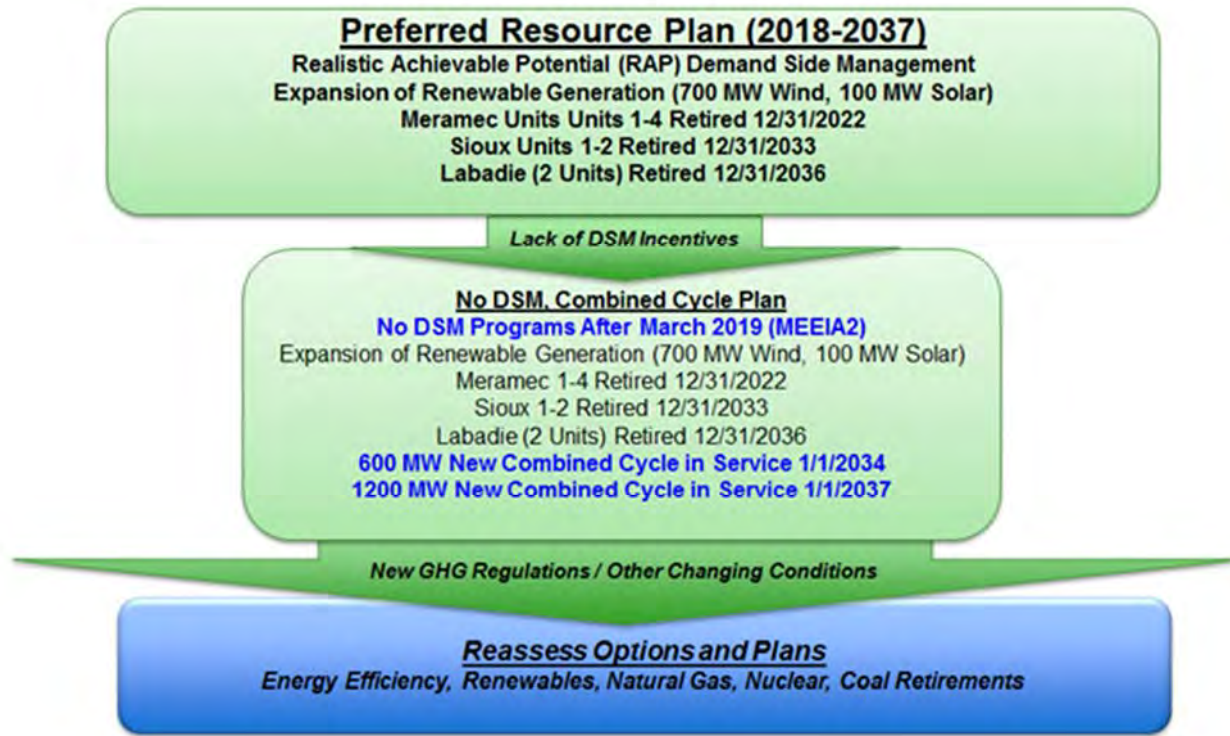 Preferred Resource Plan (2018-2037)
Realistic Achievable Potential (RAP) Demand Side Management
Expansion of Renewable Generation (700 MW Wind, 100 MW Solar)
Meramec Units Units 1-4 Retired 12/31/2022
Sioux Units 1-2 Retired 12/31/2033
Labadie (2 Units) Retired 12/31/2036
Lack of DSM Incentives
No DSM, Combined Cycle Plan
No DSM Programs After March 2019 (MEEIA2)
Expansion of Renewable Generation (700 MW Wind, 100 MW Solar)
Meramec 1-4 Retired 12/31/2022
Sioux 1-2 Retired 12/31/2033
Labadie (2 Units) Retired 12/31/2036
600 MW New Combined Cycle in Service 1/1/2034
1200 MW New Combined Cycle in Service 1/1/2037
New GHG Regulations / Other Changing Conditions
Reassess Options and Plans
Energy Efficiency, Renewables, Natural Gas, Nuclear, Coal Retirements